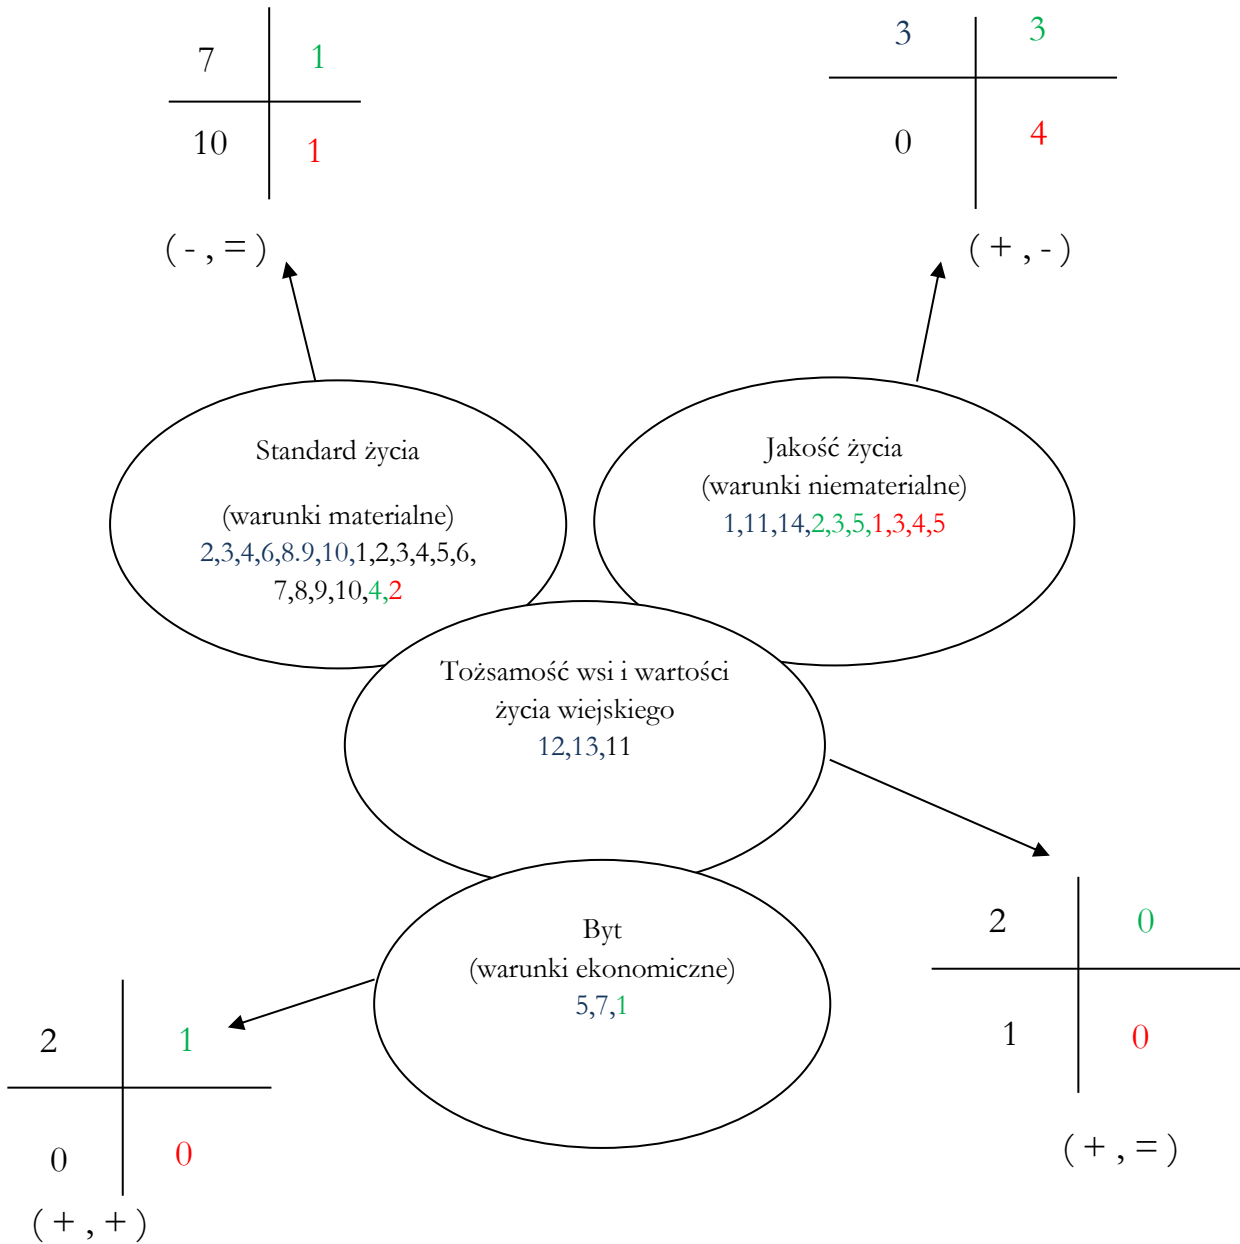 7 1
10 1
( - , = )
3 3
0 4
( + , - )
Standard życia
(warunki materialne)
2,3,4,6,8.9,10,1,2,3,4,5,6,
7,8,9,10,4,2
Jakość życia
(warunki niematerialne)
1,11,14,2,3,5,1,3,4,5
Tożsamość wsi i wartości
życia wiejskiego
12,13,11
Byt
(warunki ekonomiczne)
5,7,1
2 0
1 0
( + , = )
2 1
0 0
( + , + )